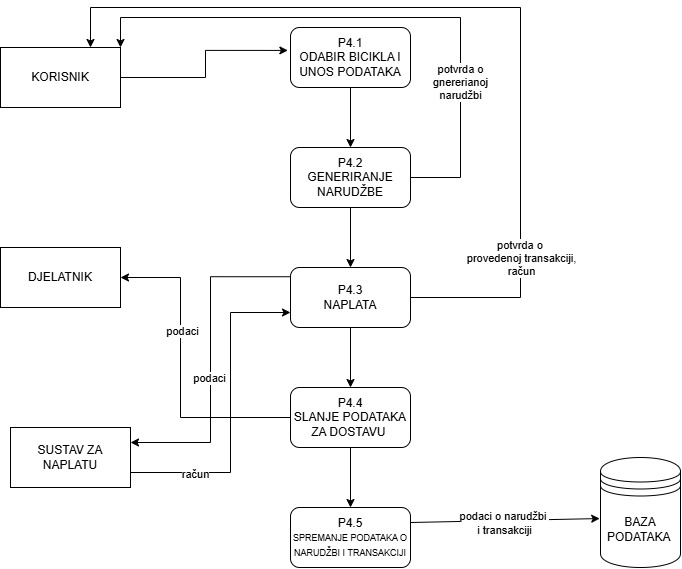 KORISNIK
P4.1
ODABIR BICIKLA I
UNOS PODATAKA
potvrda o
gnererianoj
narudžbi
P4.2
GENERIRANJE
NARUDŽBE
potvrda o
provedenoj transakciji,
račun
DJELATNIK
P4.3
NAPLATA
podaci
podaci
P4.4
SLANJE PODATAKA
ZA DOSTAVU
SUSTAV ZA
NAPLATU
račun
P4.5
SPREMANJE PODATAKA O
NARUDŽBI I TRANSAKCIJI
podaci o narudžbi
i transakciji
BAZA
PODATAKA